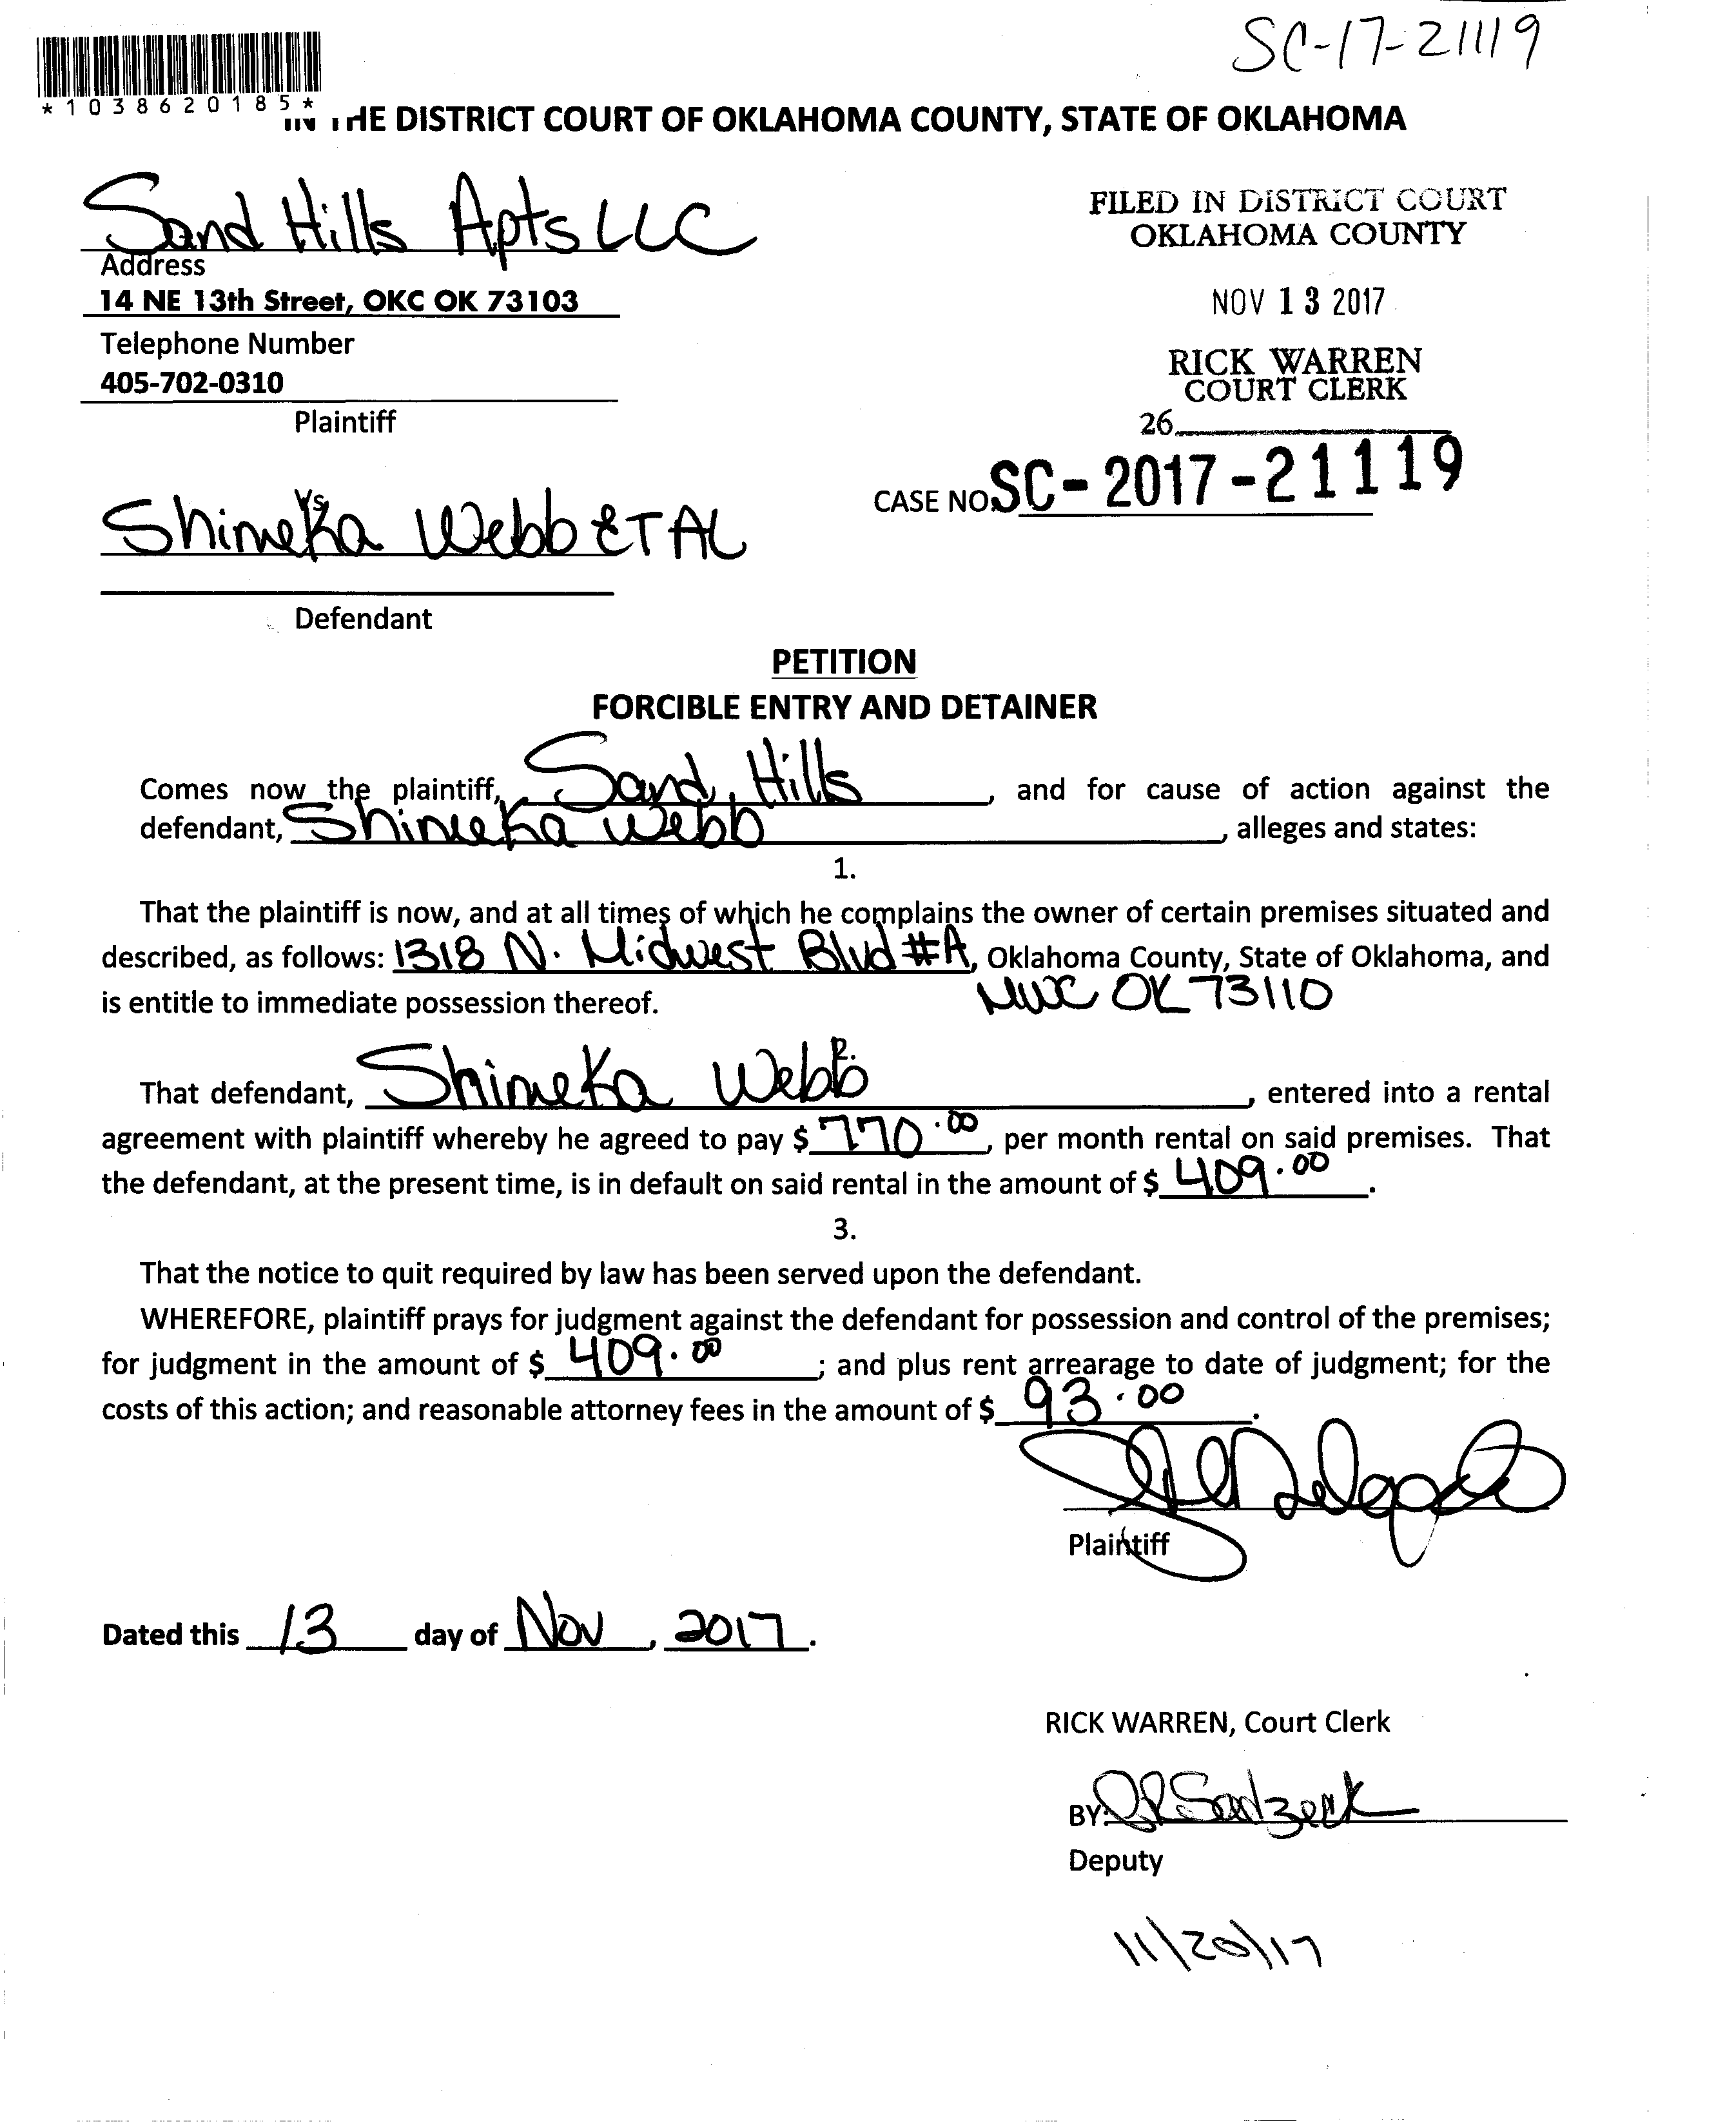 SC-17-21119
*1038620185*
IN THE DISTRICT COURT OF OKLAHOMA COUNTY, STATE OF OKLAHOMA
Sand Hills Apts LLC
Address
14 NE 13th Street, OKC OK 73103
Telephone Number
405-702-0310
Plaintiff
FILED IN DISTRICT COURT
OKLAHOMA COUNTY
NOV 13 2017
RICK WARREN
COURT CLERK
26
CASE NO. SC-2017-21119
vs.
Shimeka Webb ETAL
Defendant
PETITION
FORCIBLE ENTRY AND DETAINER
Comes now the plaintiff, Sand Hills, and for cause of action against the
defendant, Shimeka Webb, alleges and states:
1.
That the plaintiff is now, and at all times of which he complains the owner of certain premises situated and
described, as follows: 1318 N. Midwest Blvd #A, Oklahoma County, State of Oklahoma, and
is entitle to immediate possession thereof. MWC OK 73110
2.
That defendant, Shimeka Webb, entered into a rental
agreement with plaintiff whereby he agreed to pay $ 770.00, per month rental on said premises. That
the defendant, at the present time, is in default on said rental in the amount of $ 409.00.
3.
That the notice to quit required by law has been served upon the defendant.
WHEREFORE, plaintiff prays for judgment against the defendant for possession and control of the premises;
for judgment in the amount of $ 409.00; and plus rent arrearage to date of judgment; for the
costs of this action; and reasonable attorney fees in the amount of $ 93.00.
Plaintiff
Dated this 13 day of Nov, 2017.
RICK WARREN, Court Clerk
BY:
Deputy
11/20/17